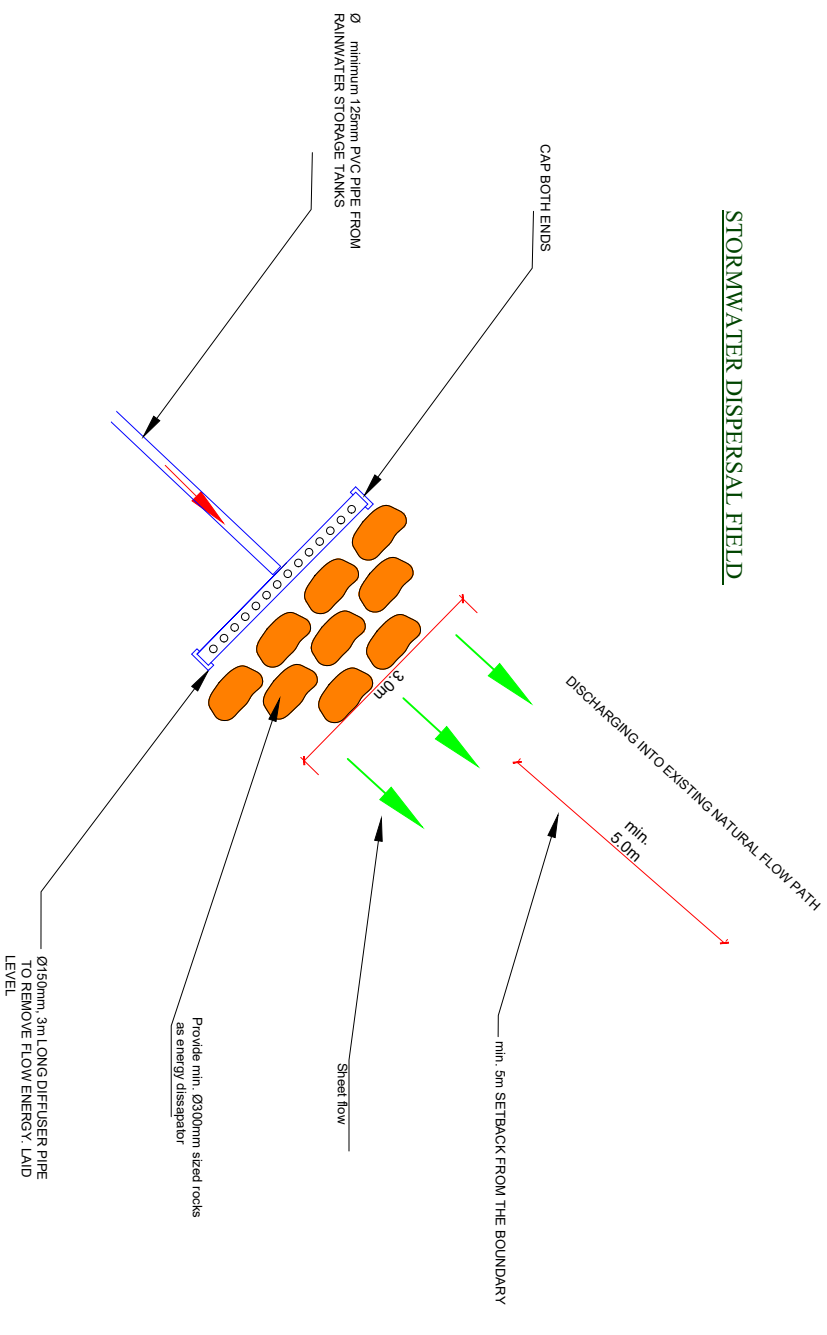 STORMWATER DISPERSAL FIELD
DISCHARGING INTO EXISTING NATURAL FLOW PATH
CAP BOTH ENDS
min.
5.0m
min. 5m SETBACK FROM THE BOUNDARY
3.0m
Ø minimum 125mm PVC PIPE FROM
RAINWATER STORAGE TANKS
Sheet flow
Provide min. Ø300mm sized rocks
as energy dissapator
Ø150mm, 3m LONG DIFFUSER PIPE
TO REMOVE FLOW ENERGY. LAID
LEVEL